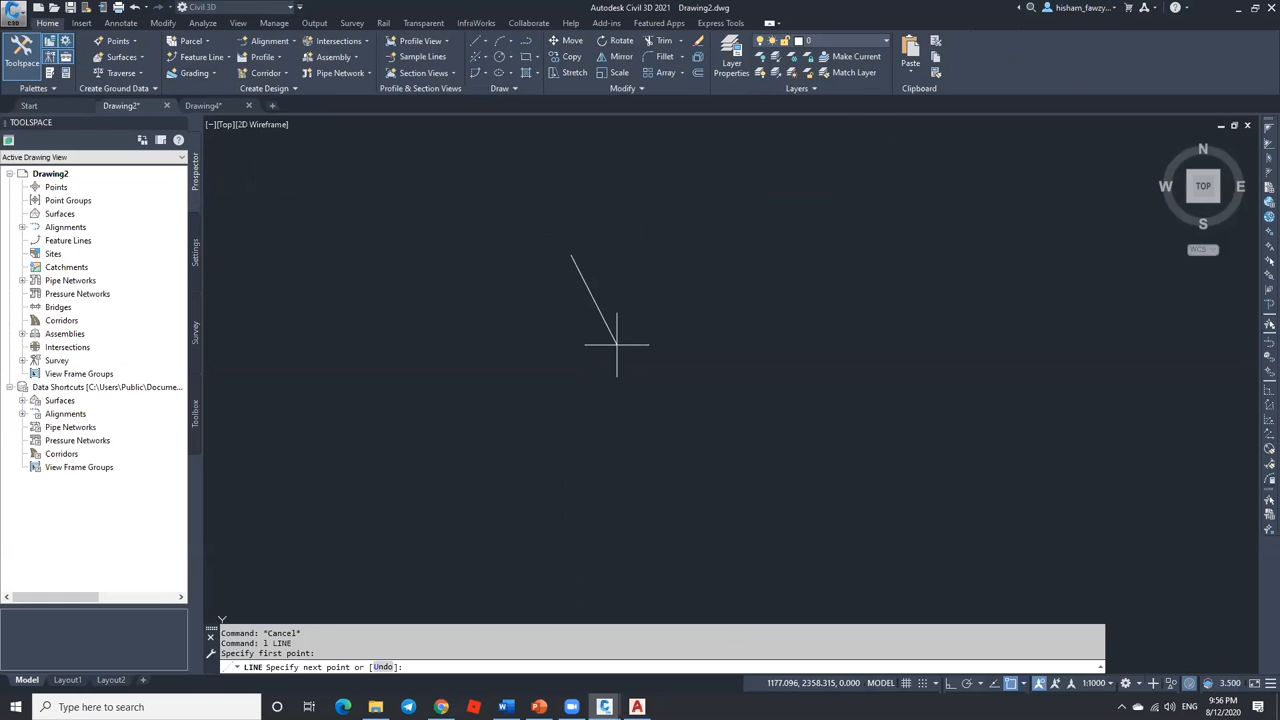 C3D
Civil 3D
Autodesk Civil 3D 2021 Drawing2.dwg
hisham_fawzy...
Home Insert Annotate Modify Analyze View Manage Output Survey Rail Transparent InfraWorks Collaborate Help Add-ins Featured Apps Express Tools
Toolspace
Points
Surfaces
Traverse
Parcel
Feature Line
Grading
Alignment
Profile
Corridor
Intersections
Assembly
Pipe Network
Profile View
Sample Lines
Section Views
Move
Copy
Stretch
Rotate
Mirror
Scale
Trim
Fillet
Array
Layer
Properties
0
Make Current
Match Layer
Paste
Palettes Create Ground Data Create Design Profile & Section Views Draw Modify Layers Clipboard
Start Drawing2* Drawing4*
TOOLSPACE
Active Drawing View
Drawing2
Points
Point Groups
Surfaces
Alignments
Feature Lines
Sites
Catchments
Pipe Networks
Pressure Networks
Bridges
Corridors
Assemblies
Intersections
Survey
View Frame Groups
Data Shortcuts [C:\Users\Public\Docume...
Surfaces
Alignments
Pipe Networks
Pressure Networks
Corridors
View Frame Groups
Prospector
Settings
Survey
Toolbox
[−][Top][2D Wireframe]
N
W TOP E
S
WCS
Y
Command: *Cancel*
Command: l LINE
Specify first point:
LINE Specify next point or [Undo]:
Model Layout1 Layout2
1177.096, 2358.315, 0.000 MODEL
1:1000
3.500
Type here to search
9:56 PM
8/12/2020